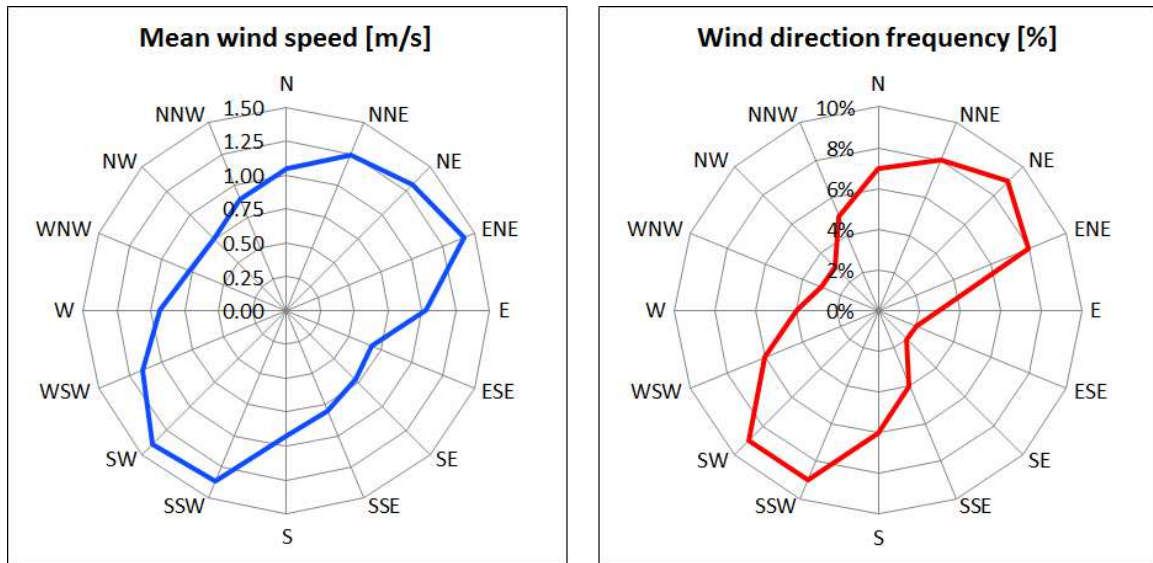 Mean wind speed [m/s]
N
NNW
1.50
NNE
1.25
NW
NE
1.00
0.75
WNW
ENE
0.50
0.25
W
0.00
E
WSW
ESE
SW
SE
SSW
SSE
S
Wind direction frequency [%]
N
NNW
10%
NNE
8%
NW
NE
6%
4%
WNW
ENE
2%
W
0%
E
WSW
ESE
SW
SE
SSW
SSE
S